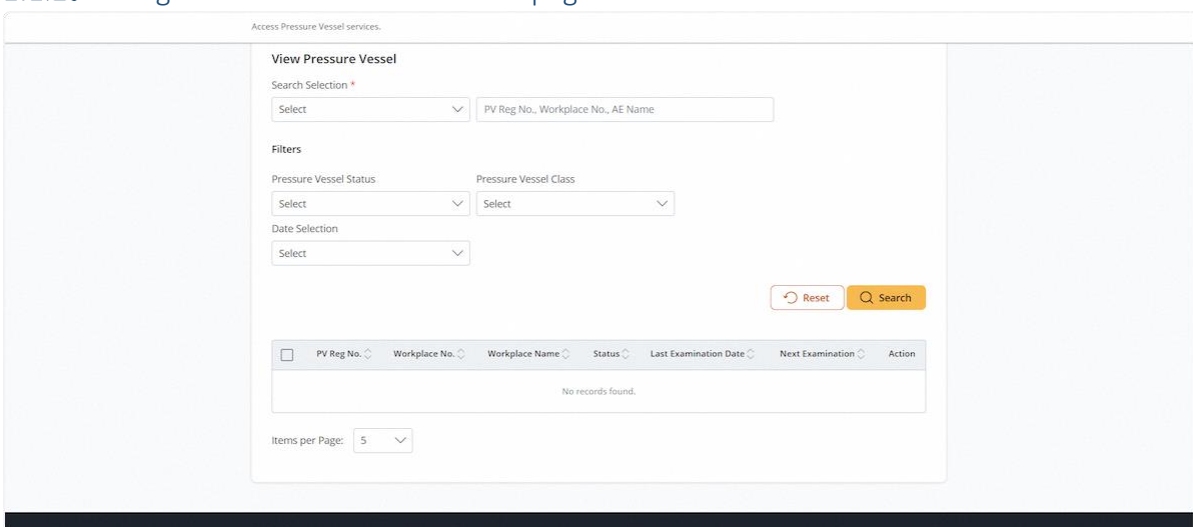 Access Pressure Vessel services.
View Pressure Vessel
Search Selection *
Select PV Reg No., Workplace No., AE Name
Filters
Pressure Vessel Status Pressure Vessel Class
Select Select
Date Selection
Select
Reset Search
PV Reg No. Workplace No. Workplace Name Status Last Examination Date Next Examination Action
No records found.
Items per Page: 5